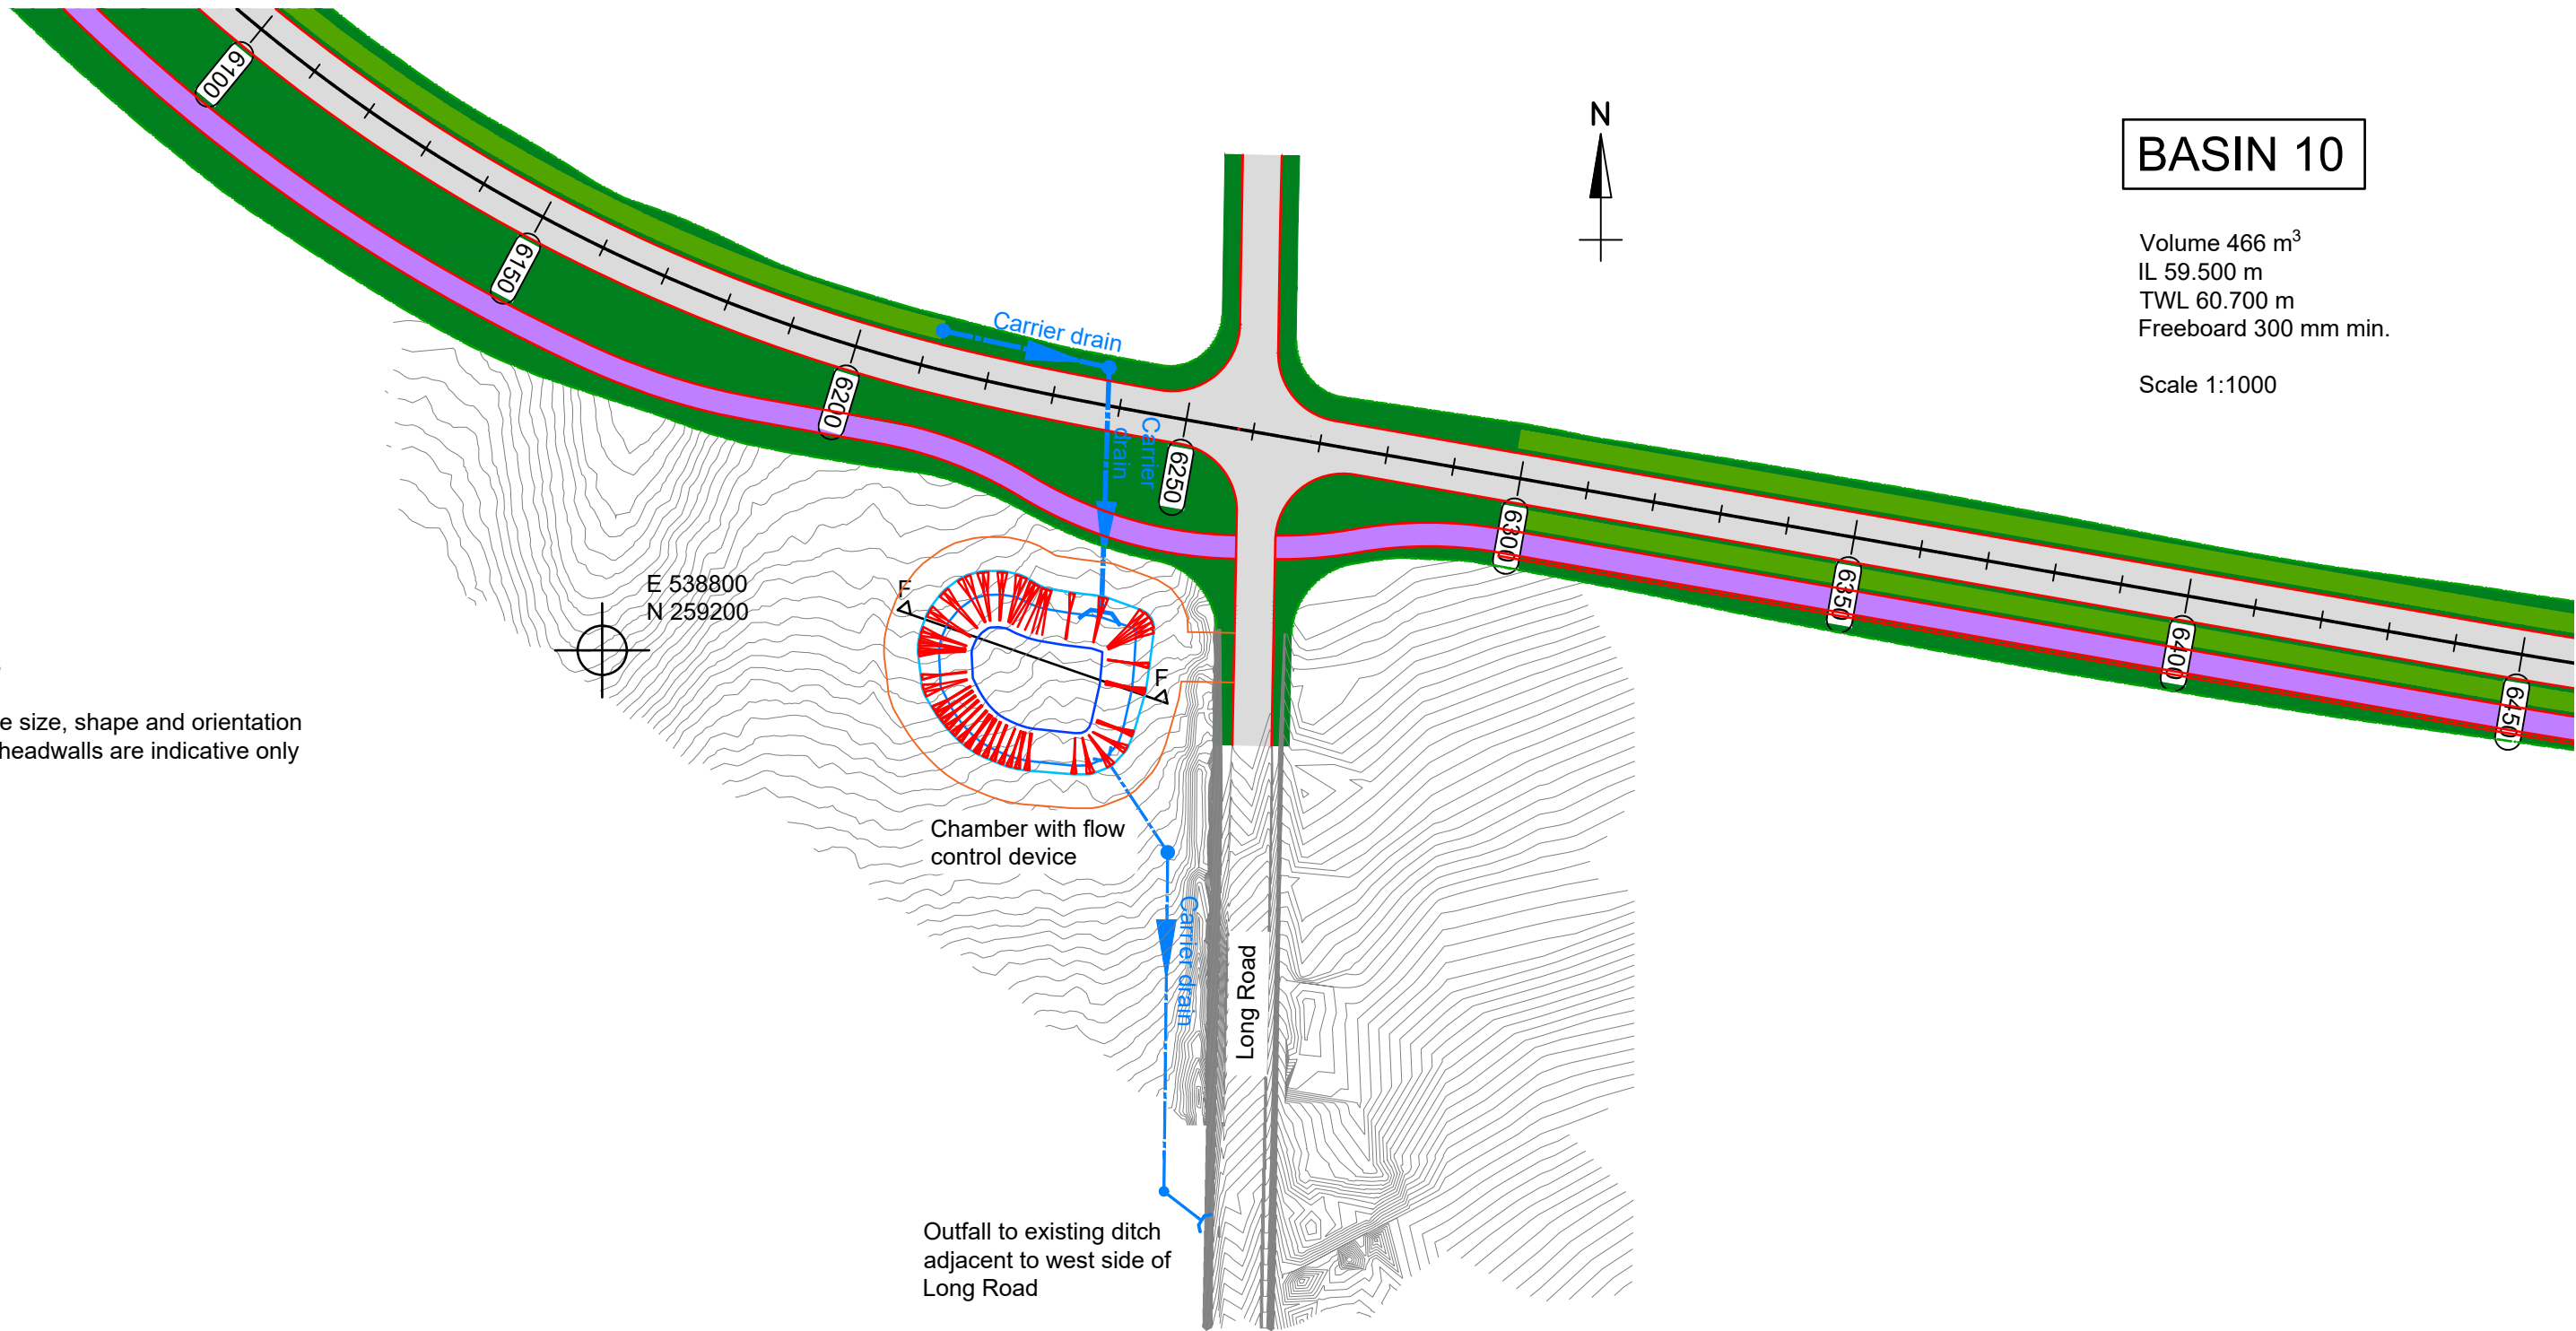 6100
6150
6200
6250
6300
6350
6400
6450
N
BASIN 10
Volume 466 m³
IL 59.500 m
TWL 60.700 m
Freeboard 300 mm min.
Scale 1:1000
Carrier drain
Carrier
drain
E 538800
N 259200
F
F
size, shape and orientation
headwalls are indicative only
Chamber with flow
control device
Carrier drain
Long Road
Outfall to existing ditch
adjacent to west side of
Long Road